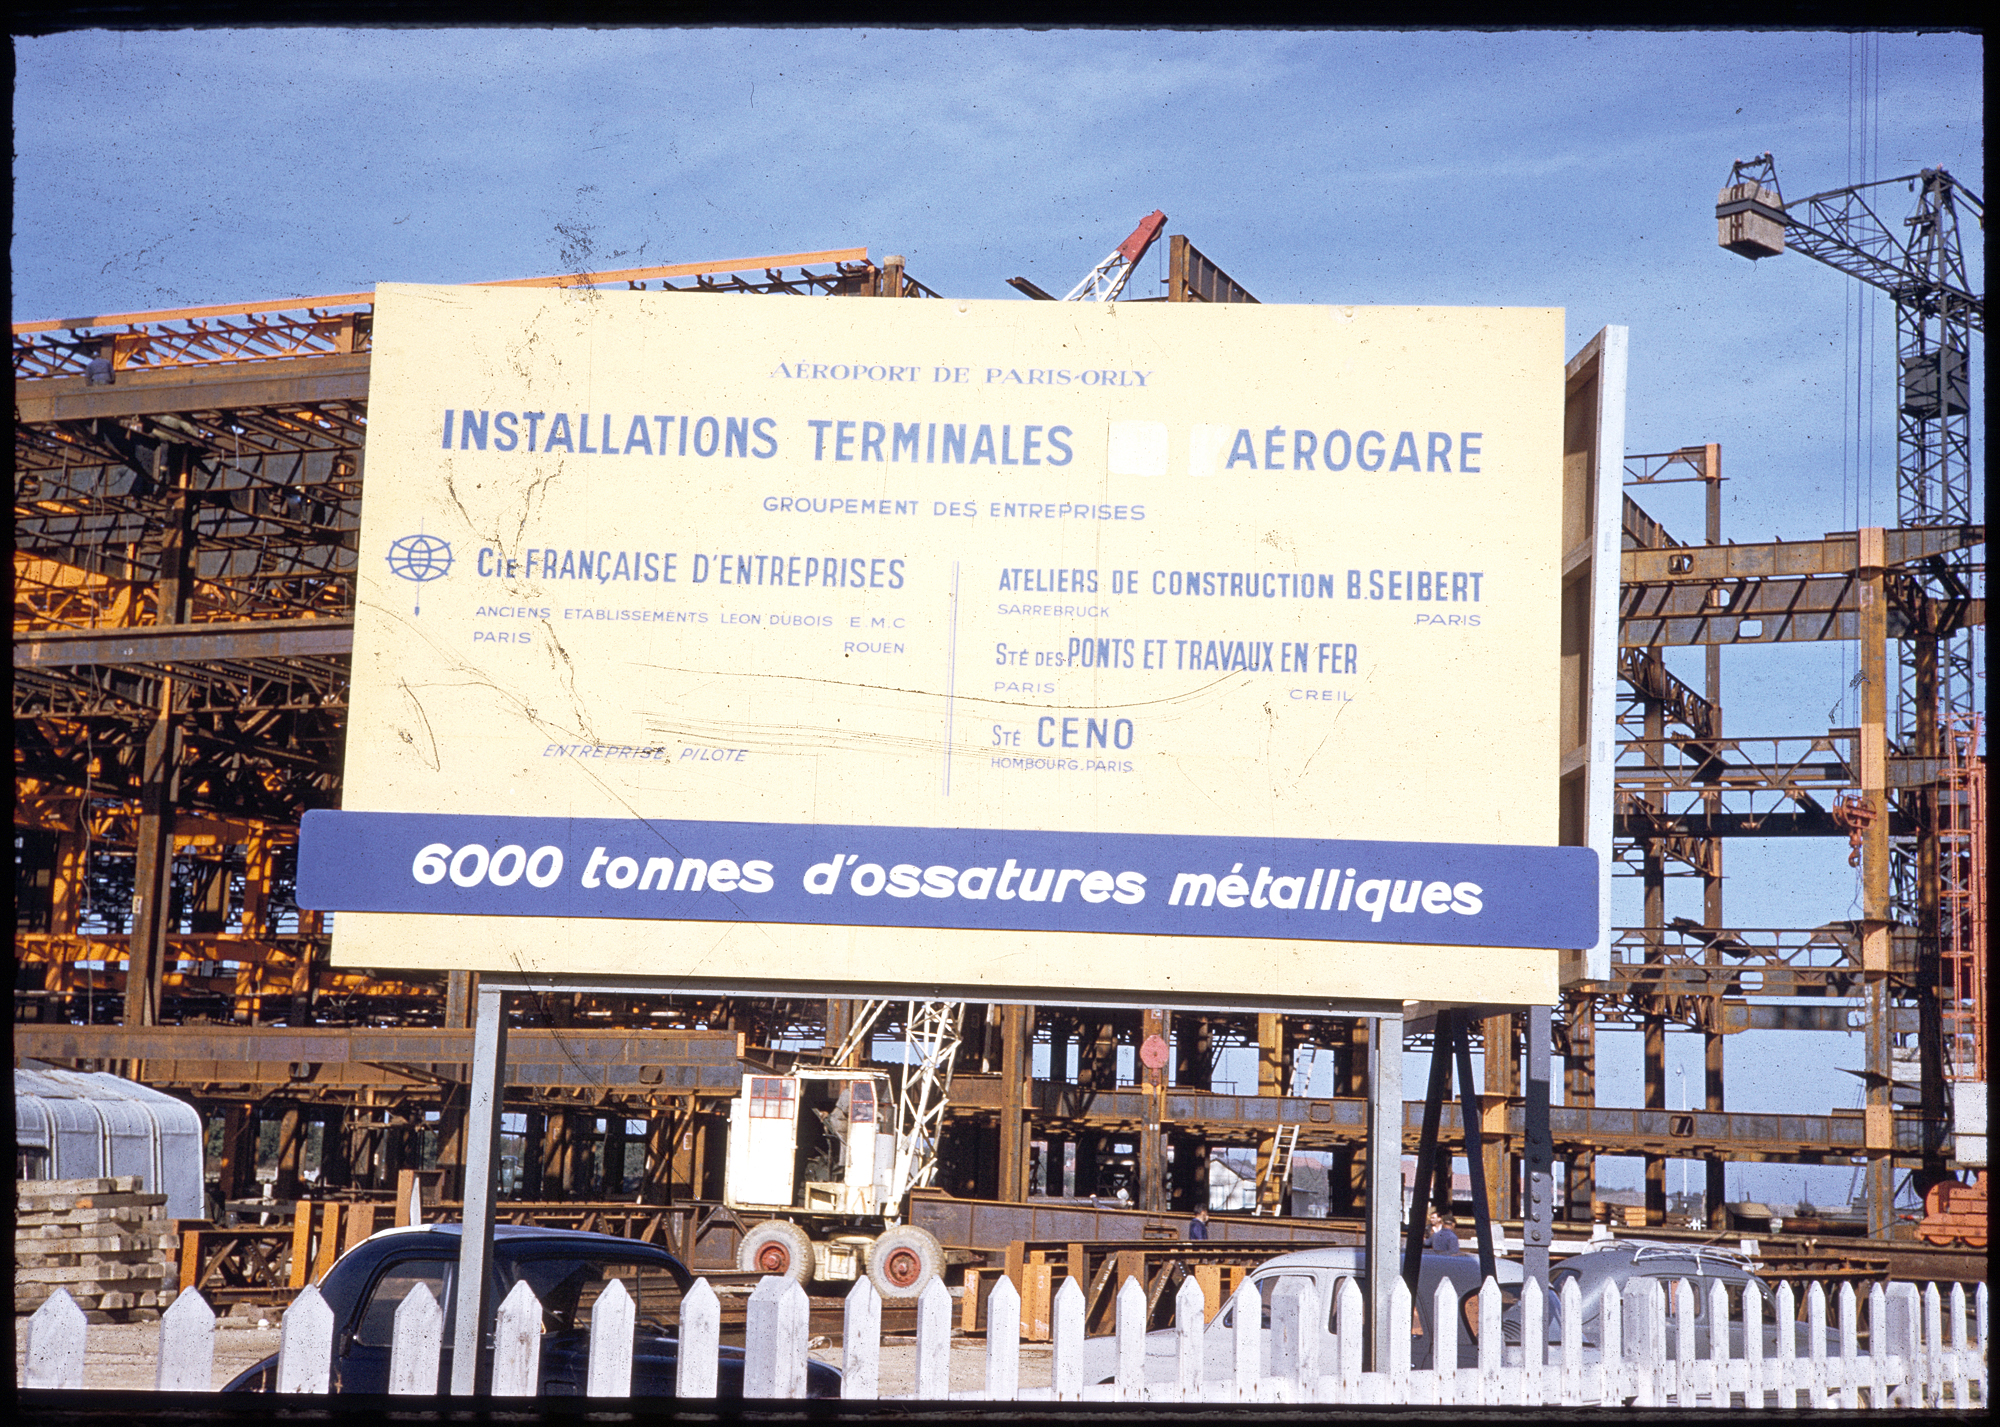 AÉROPORT DE PARIS-ORLY
INSTALLATIONS TERMINALES AÉROGARE
GROUPEMENT DES ENTREPRISES
CIE FRANÇAISE D'ENTREPRISES
ANCIENS ETABLISSEMENTS LEON DUBOIS E.M.C
PARIS ROUEN
ENTREPRISE PILOTE
ATELIERS DE CONSTRUCTION B.SEIBERT
SARREBRUCK PARIS
STÉ DES PONTS ET TRAVAUX EN FER
PARIS CREIL
STÉ CENO
HOMBOURG.PARIS
6000 tonnes d'ossatures métalliques